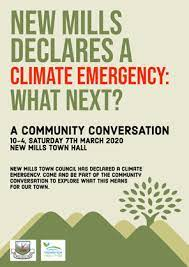 NEW MILLS
DECLARES A
CLIMATE EMERGENCY:
WHAT NEXT?
A COMMUNITY CONVERSATION
10-4, SATURDAY 7TH MARCH 2020
NEW MILLS TOWN HALL
NEW MILLS TOWN COUNCIL HAS DECLARED A CLIMATE
EMERGENCY. COME AND BE PART OF THE COMMUNITY
CONVERSATION TO EXPLORE WHAT THIS MEANS
FOR OUR TOWN.